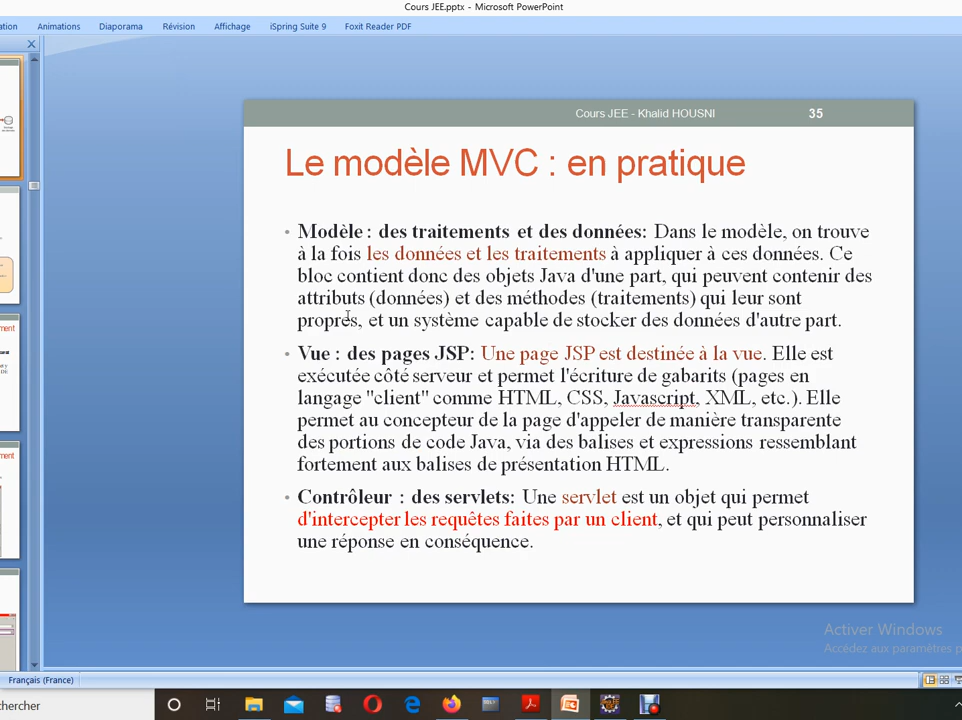 Cours JEE.pptx - Microsoft PowerPoint
ation Animations Diaporama Révision Affichage iSpring Suite 9 Foxit Reader PDF
Cours JEE - Khalid HOUSNI 35
Le modèle MVC : en pratique
• Modèle : des traitements et des données: Dans le modèle, on trouve
à la fois les données et les traitements à appliquer à ces données. Ce
bloc contient donc des objets Java d'une part, qui peuvent contenir des
attributs (données) et des méthodes (traitements) qui leur sont
propres, et un système capable de stocker des données d'autre part.
• Vue : des pages JSP: Une page JSP est destinée à la vue. Elle est
exécutée côté serveur et permet l'écriture de gabarits (pages en
langage "client" comme HTML, CSS, Javascript, XML, etc.). Elle
permet au concepteur de la page d'appeler de manière transparente
des portions de code Java, via des balises et expressions ressemblant
fortement aux balises de présentation HTML.
• Contrôleur : des servlets: Une servlet est un objet qui permet
d'intercepter les requêtes faites par un client, et qui peut personnaliser
une réponse en conséquence.
Activer Windows
Accédez aux paramètres p
Français (France)
hercher